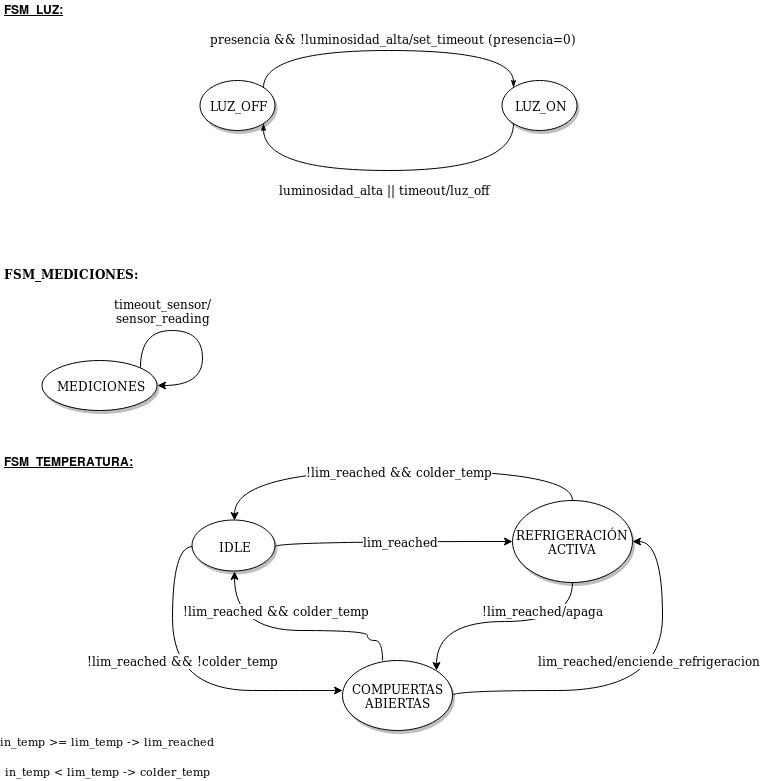 FSM_LUZ:
presencia && !luminosidad_alta/set_timeout (presencia=0)
LUZ_OFF
LUZ_ON
luminosidad_alta || timeout/luz_off
FSM_MEDICIONES:
timeout_sensor/
sensor_reading
MEDICIONES
FSM_TEMPERATURA:
!lim_reached && colder_temp
IDLE
lim_reached
REFRIGERACIÓN
ACTIVA
!lim_reached && colder_temp
!lim_reached/apaga
!lim_reached && !colder_temp
lim_reached/enciende_refrigeracion
COMPUERTAS
ABIERTAS
in_temp >= lim_temp -> lim_reached
in_temp < lim_temp -> colder_temp